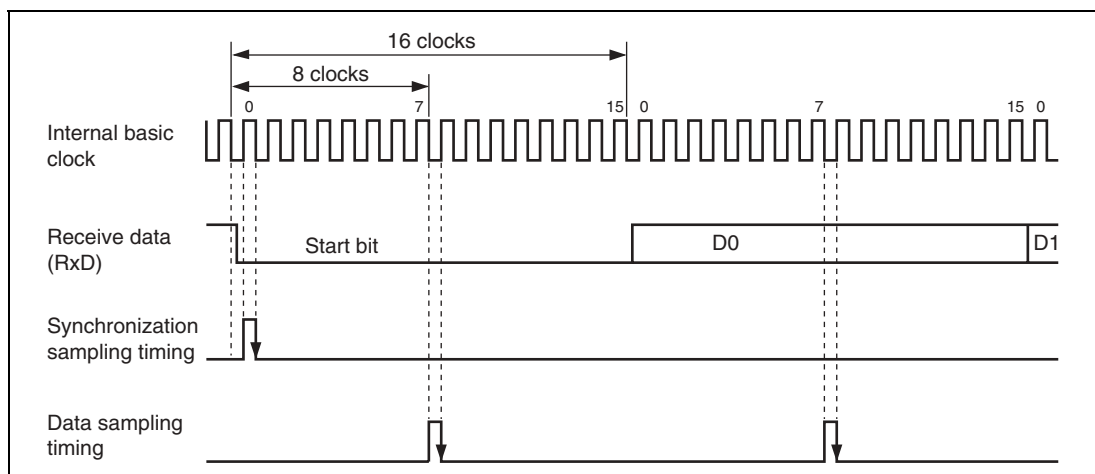 16 clocks
8 clocks
0 7 15 0 7 15 0
Internal basic
clock
Receive data
(RxD)
Start bit D0 D1
Synchronization
sampling timing
Data sampling
timing